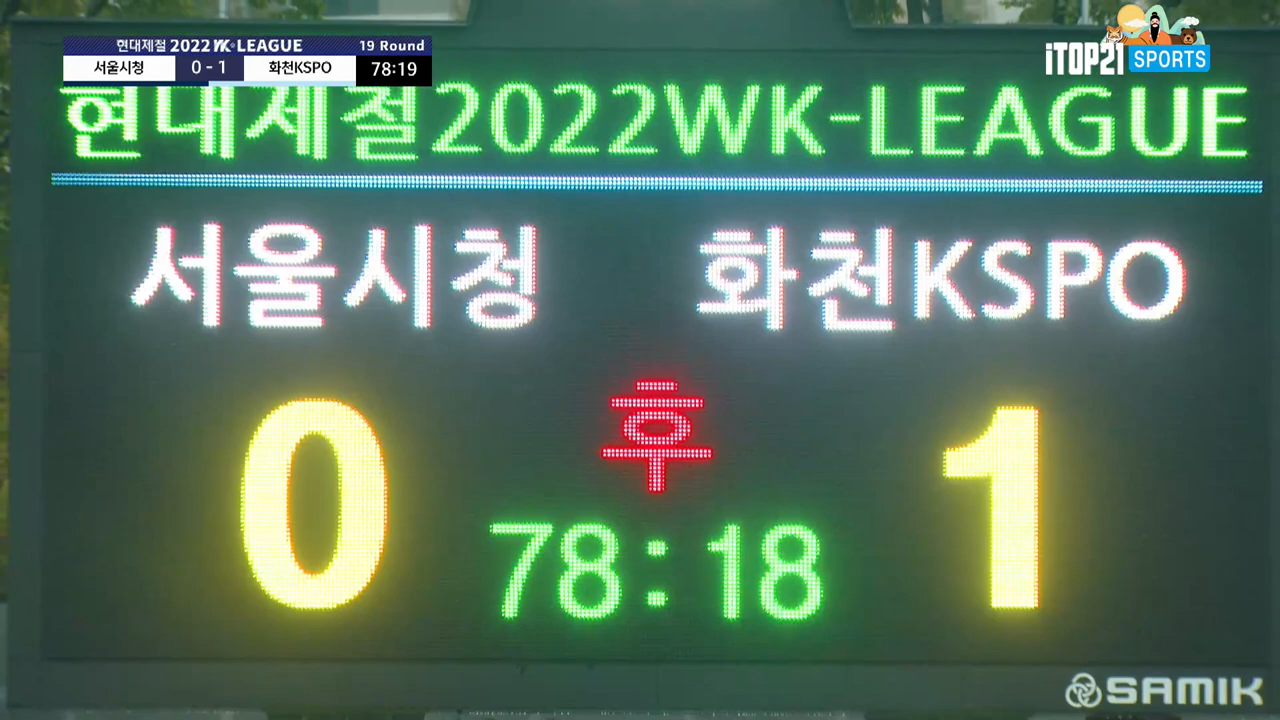 현대제철 2022 WK-LEAGUE 19 Round
서울시청 0 - 1 화천KSPO 78:19
iTOP21 SPORTS
현대제철2022WK-LEAGUE
서울시청 화천KSPO
0 후 1
78:18
SAMIK